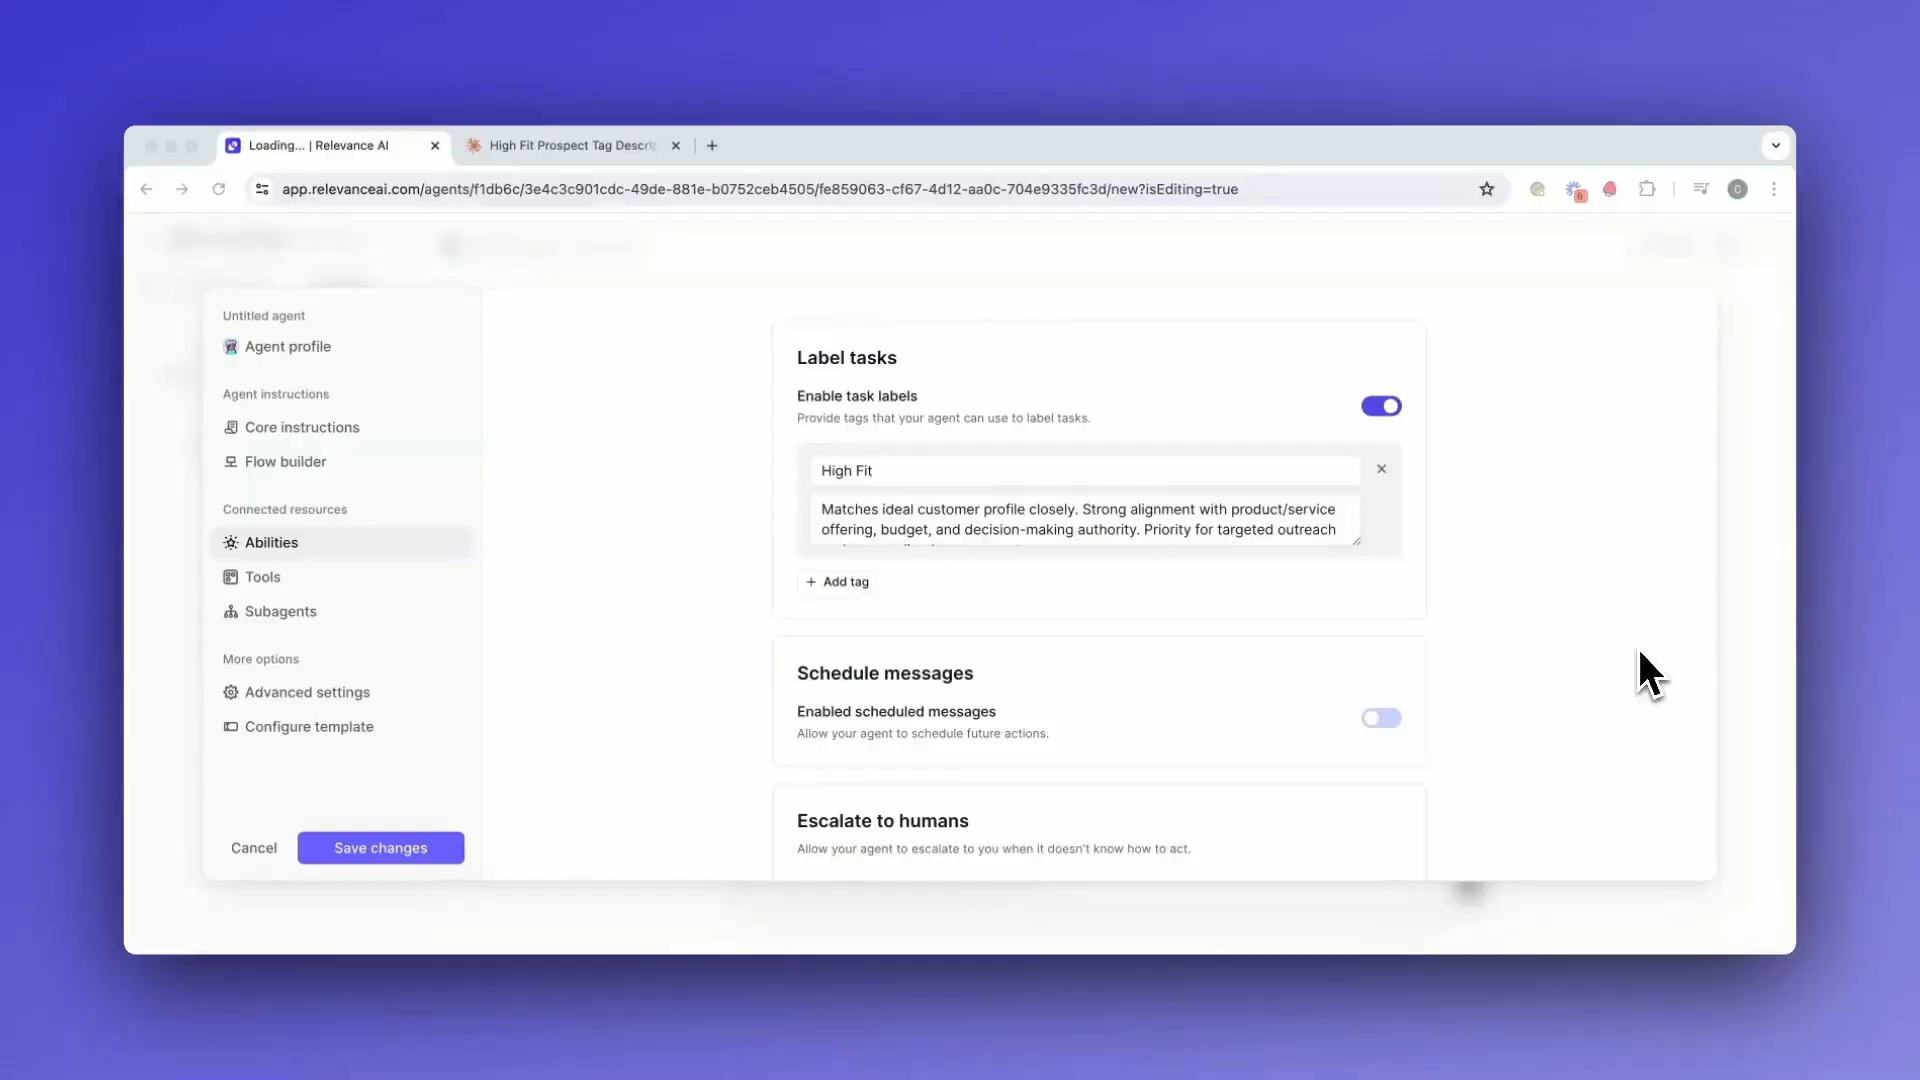 Loading... | Relevance AI
High Fit Prospect Tag Descri
app.relevanceai.com/agents/f1db6c/3e4c3c901cdc-49de-881e-b0752ceb4505/fe859063-cf67-4d12-aa0c-704e9335fc3d/new?isEditing=true
6
C
Untitled agent
Agent profile
Agent instructions
Core instructions
Flow builder
Connected resources
Abilities
Tools
Subagents
More options
Advanced settings
Configure template
Cancel
Save changes
Label tasks
Enable task labels
Provide tags that your agent can use to label tasks.
High Fit
Matches ideal customer profile closely. Strong alignment with product/service
offering, budget, and decision-making authority. Priority for targeted outreach
+ Add tag
Schedule messages
Enabled scheduled messages
Allow your agent to schedule future actions.
Escalate to humans
Allow your agent to escalate to you when it doesn't know how to act.